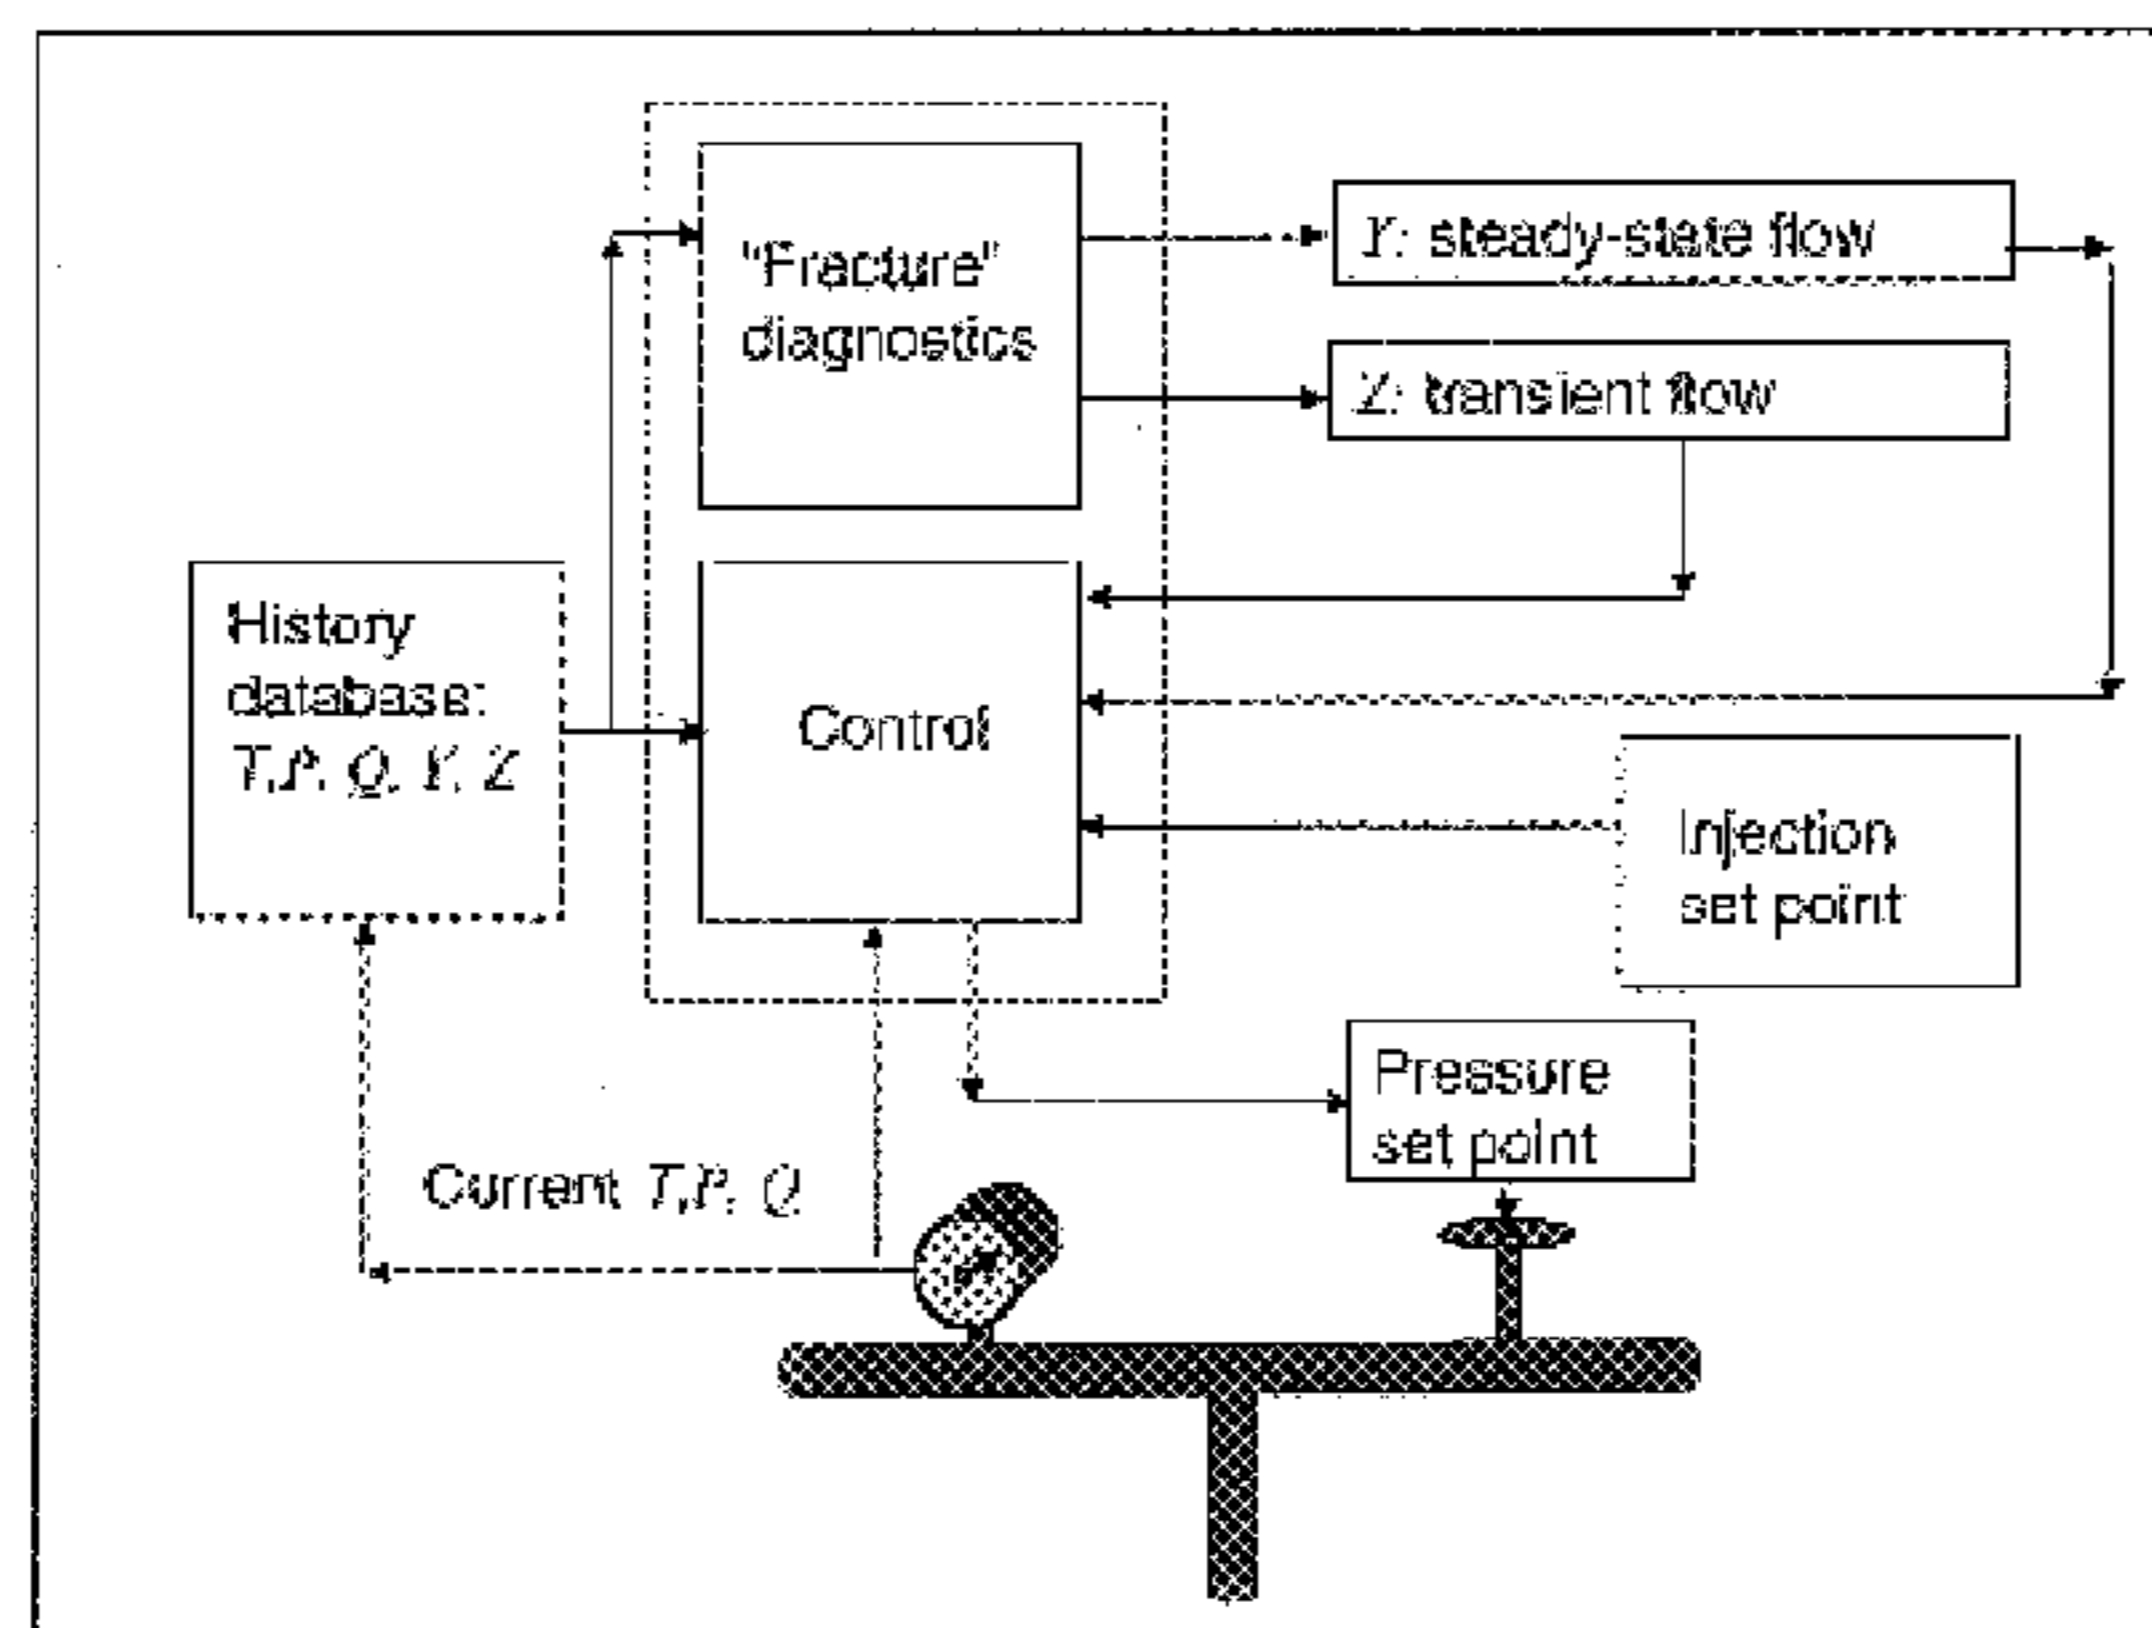 "Fracture"
diagnostics
Y: steady-state flow
Z: transient flow
History
database:
T,P, Q, Y, Z
Control
Injection
set point
Pressure
set point
Current T,P, Q